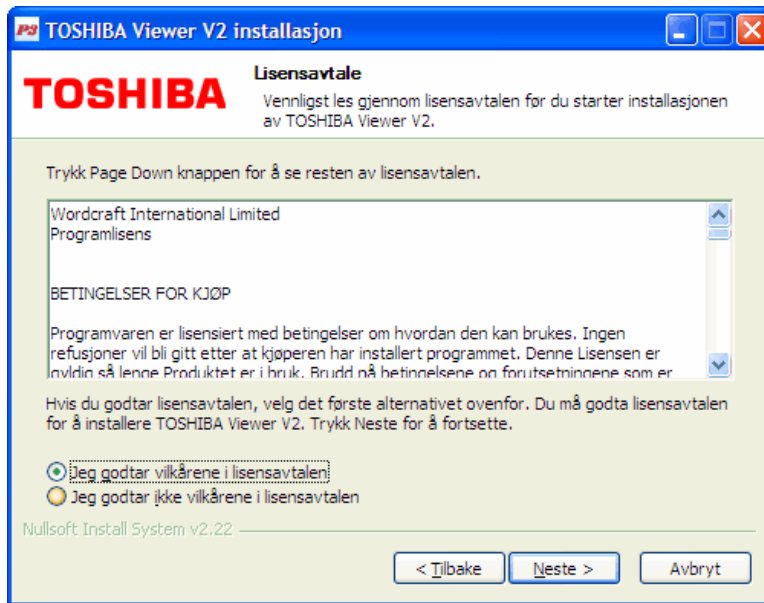 P3 TOSHIBA Viewer V2 installasjon
TOSHIBA
Lisensavtale
Vennligst les gjennom lisensavtalen før du starter installasjonen
av TOSHIBA Viewer V2.
Trykk Page Down knappen for å se resten av lisensavtalen.
Wordcraft International Limited
Programlisens
BETINGELSER FOR KJØP
Programvaren er lisensiert med betingelser om hvordan den kan brukes. Ingen
refusjoner vil bli gitt etter at kjøperen har installert programmet. Denne Lisensen er
gyldig så lenge Produktet er i bruk. Brudd på betingelsene og forutsetningene som er
Hvis du godtar lisensavtalen, velg det første alternativet ovenfor. Du må godta lisensavtalen
for å installere TOSHIBA Viewer V2. Trykk Neste for å fortsette.
Jeg godtar vilkårene i lisensavtalen
Jeg godtar ikke vilkårene i lisensavtalen
Nullsoft Install System v2.22
< Tilbake
Neste >
Avbryt